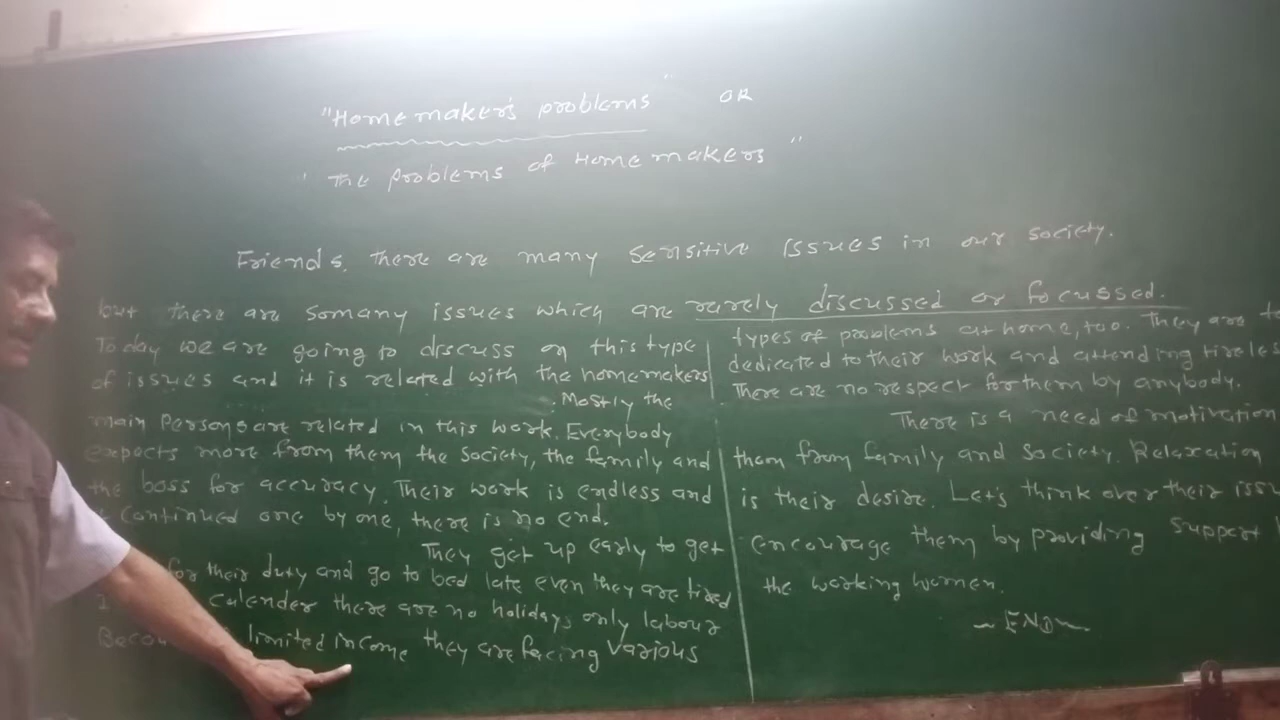 "Homemaker's problems" OR
"The problems of Homemakers"
Friends, there are many sensitive issues in our society.
but there are somany issues which are rarely discussed or focussed.
Today we are going to discuss on this type
of issues and it is related with the homemakers
. Mostly the
main Persons are related in this work. Everybody
expects more from them the society, the family and
the boss for accuracy. Their work is endless and
continued one by one, there is no end.
They get up early to get
for their duty and go to bed late even they are tired
calender there are no holidays only labour
limited income they are facing various
types of problems at home, too. They are
dedicated to their work and attending
There are no respect for them by anybody.
There is a need of motivation
them from family and society. Relaxation
is their desire. Let's think over their
encourage them by providing support
the working women.
~END~